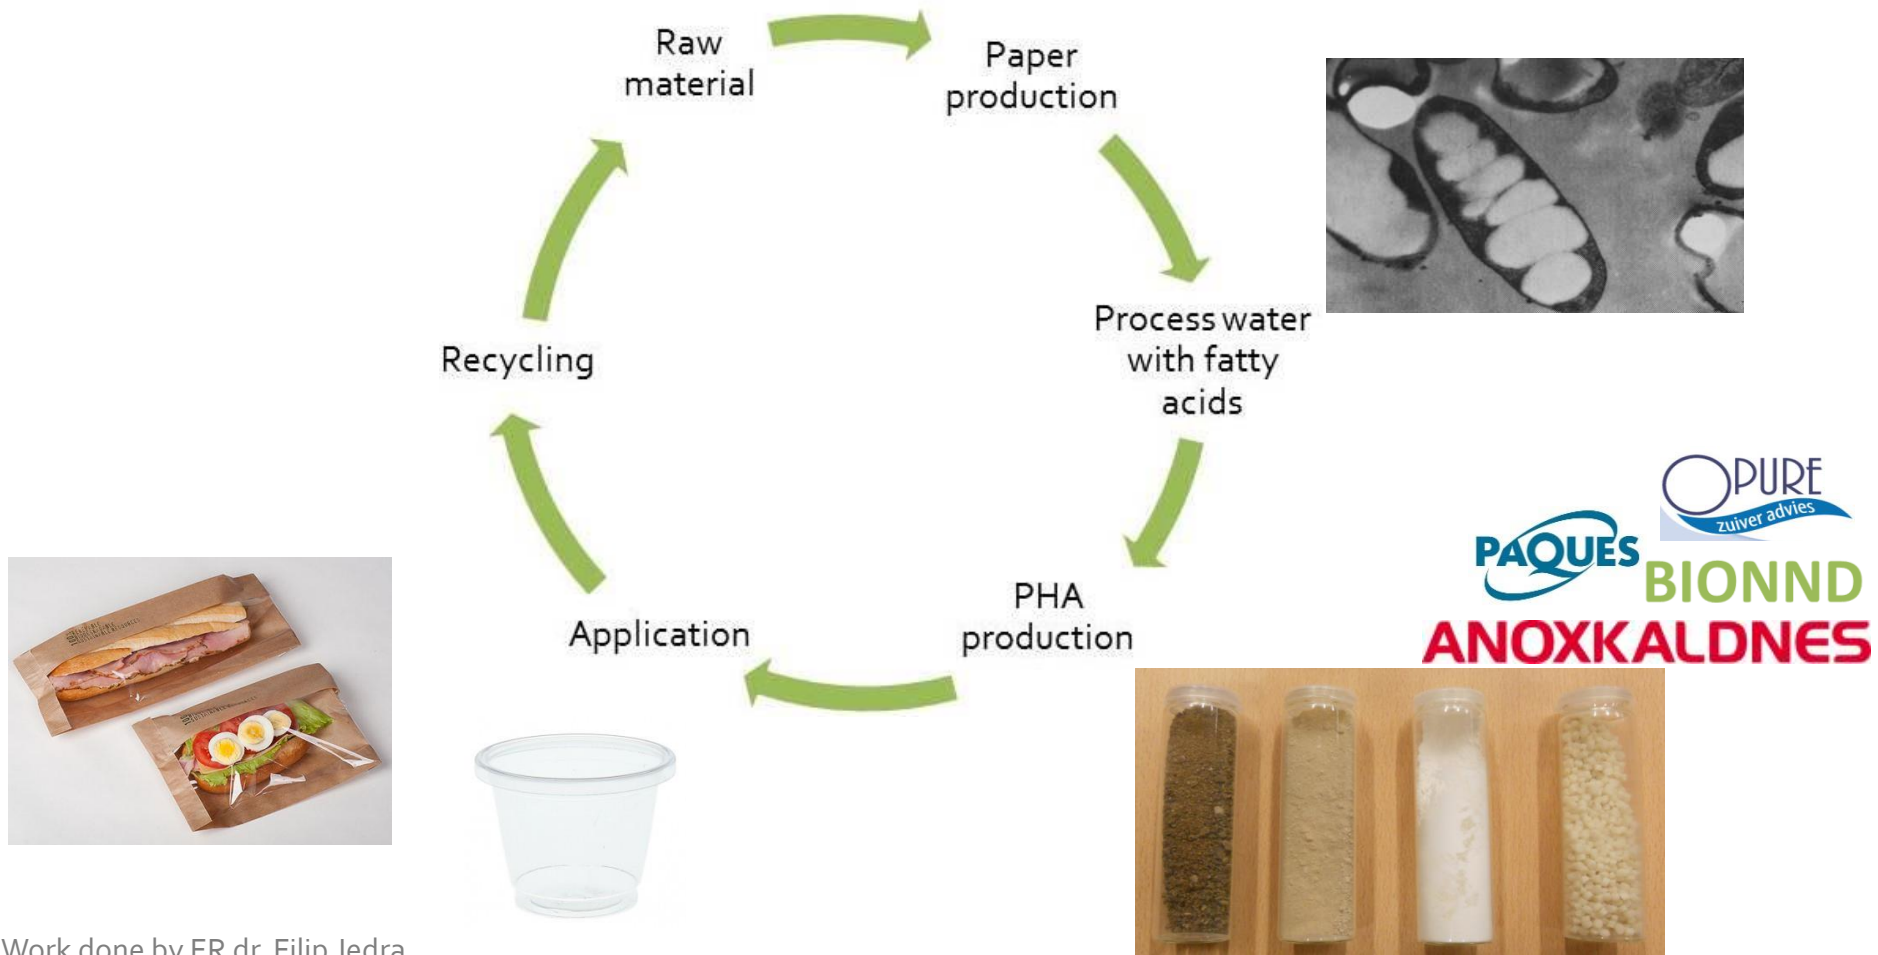 Raw
material
Paper
production
Process water
with fatty
acids
PHA
production
Application
Recycling
OPURE
zuiver advies
PAQUES
BIONND
ANOXKALDNES
Work done by ER dr. Filip Jedra